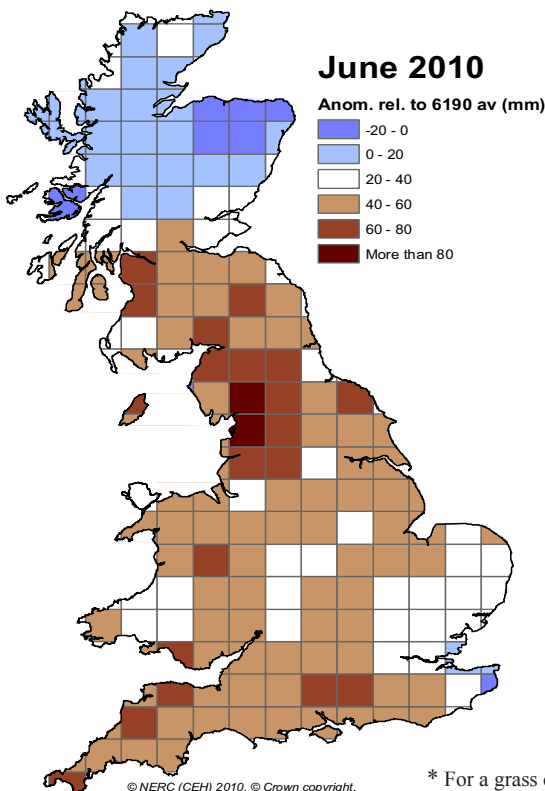 June 2010
Anom. rel. to 6190 av (mm)
-20 - 0
0 - 20
20 - 40
40 - 60
60 - 80
More than 80
* For a grass
© NERC (CEH) 2010. © Crown copyright.